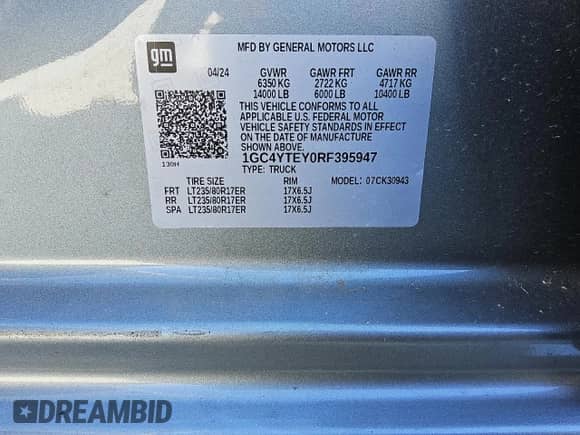 gm
MFD BY GENERAL MOTORS LLC
04/24 GVWR GAWR FRT GAWR RR
6350 KG 2722 KG 4717 KG
14000 LB 6000 LB 10400 LB
THIS VEHICLE CONFORMS TO ALL
APPLICABLE U.S. FEDERAL MOTOR
VEHICLE SAFETY STANDARDS IN EFFECT
ON THE DATE OF MANUFACTURE
SHOWN ABOVE.
1GC4YTEY0RF395947
130H TYPE: TRUCK
TIRE SIZE RIM MODEL: 07CK30943
FRT LT235/80R17ER 17X6.5J
RR LT235/80R17ER 17X6.5J
SPA LT235/80R17ER 17X6.5J
DREAMBID